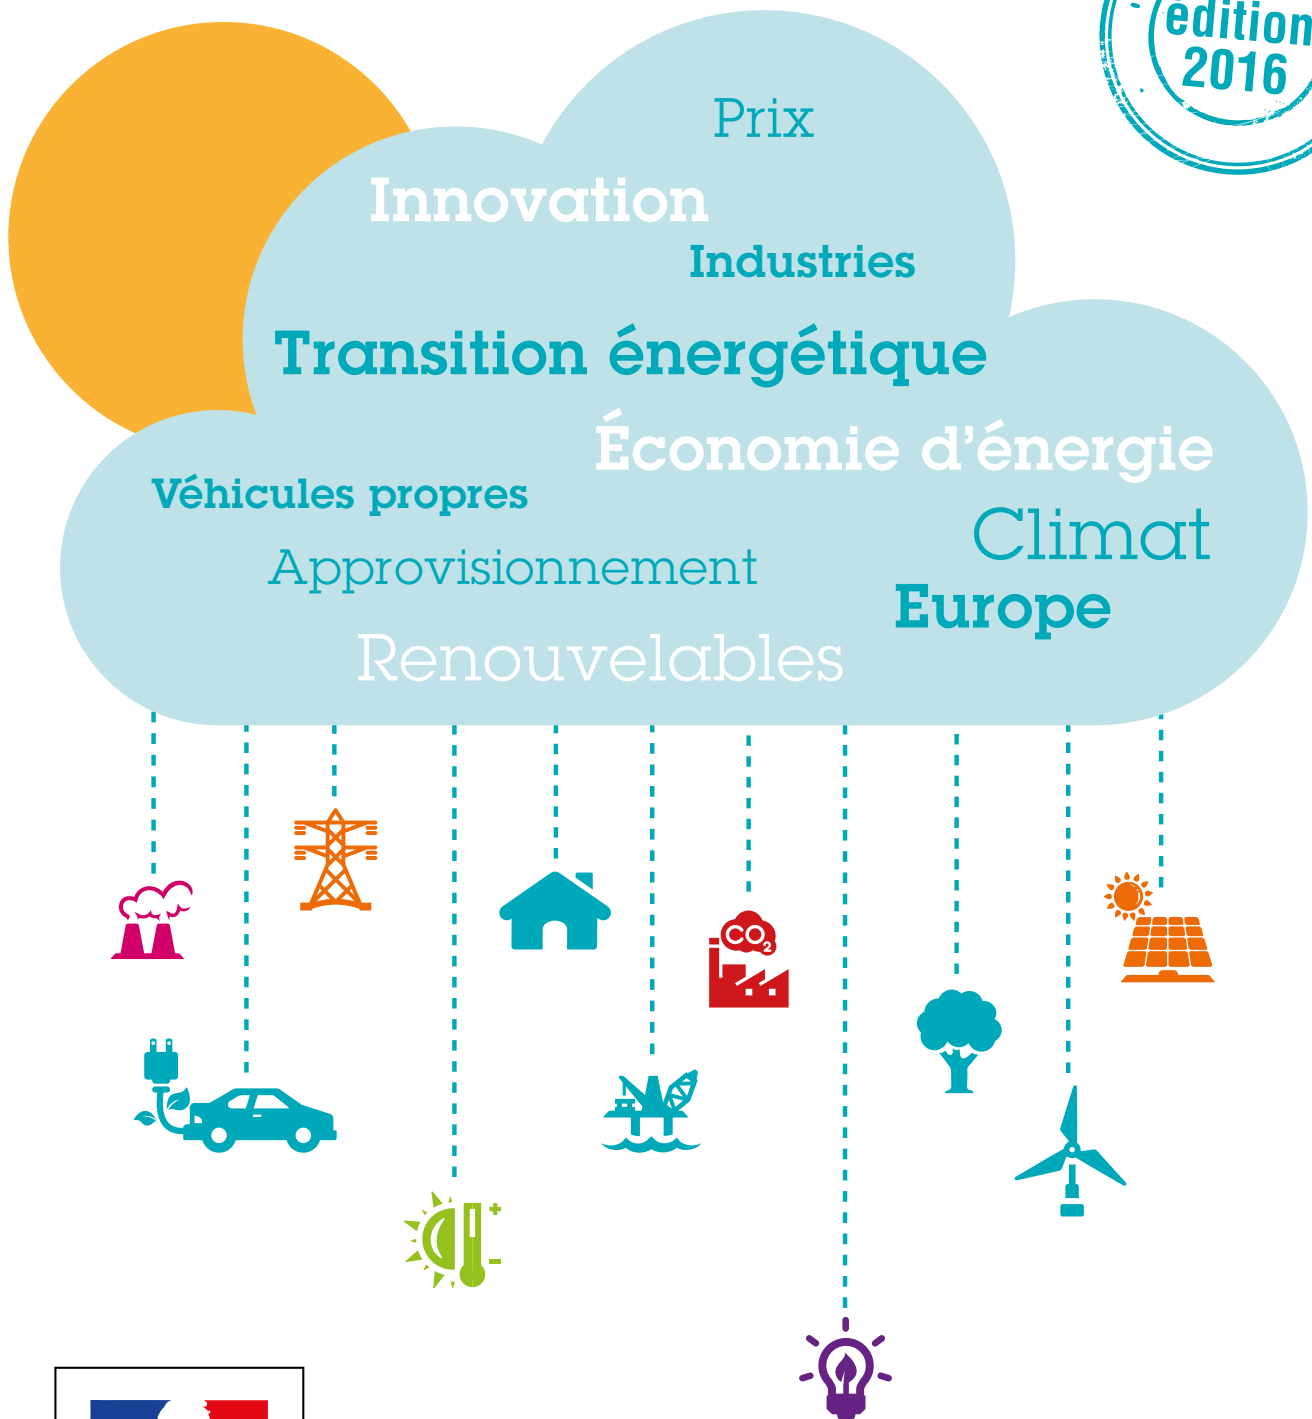 édition
2016
Prix
Innovation
Industries
Transition énergétique
Économie d’énergie
Véhicules propres
Climat
Approvisionnement
Europe
Renouvelables
CO2